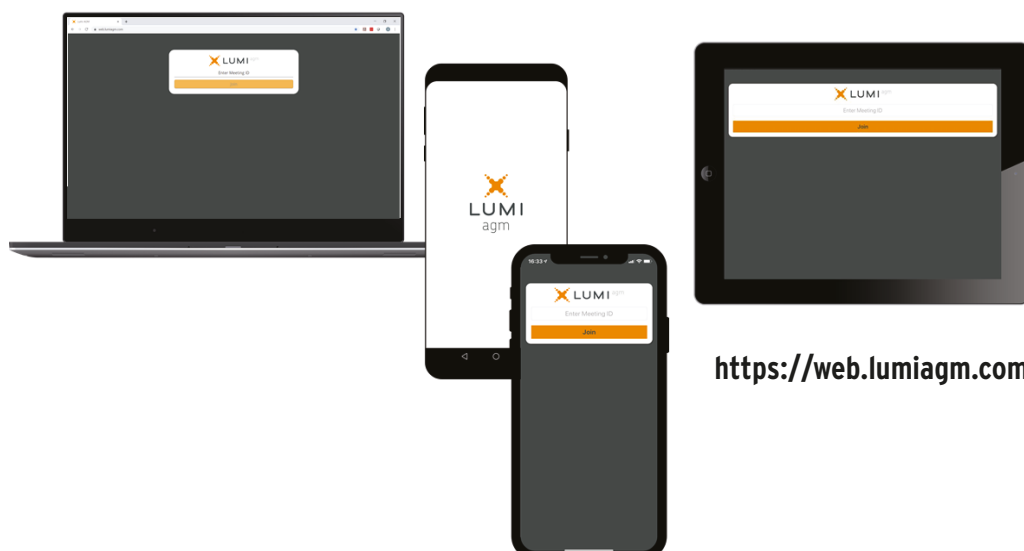 LUMI agm
Enter Meeting ID
LUMI
agm
16:33
LUMI agm
Enter Meeting ID
Join
LUMI agm
Enter Meeting ID
Join
https://web.lumiagm.com